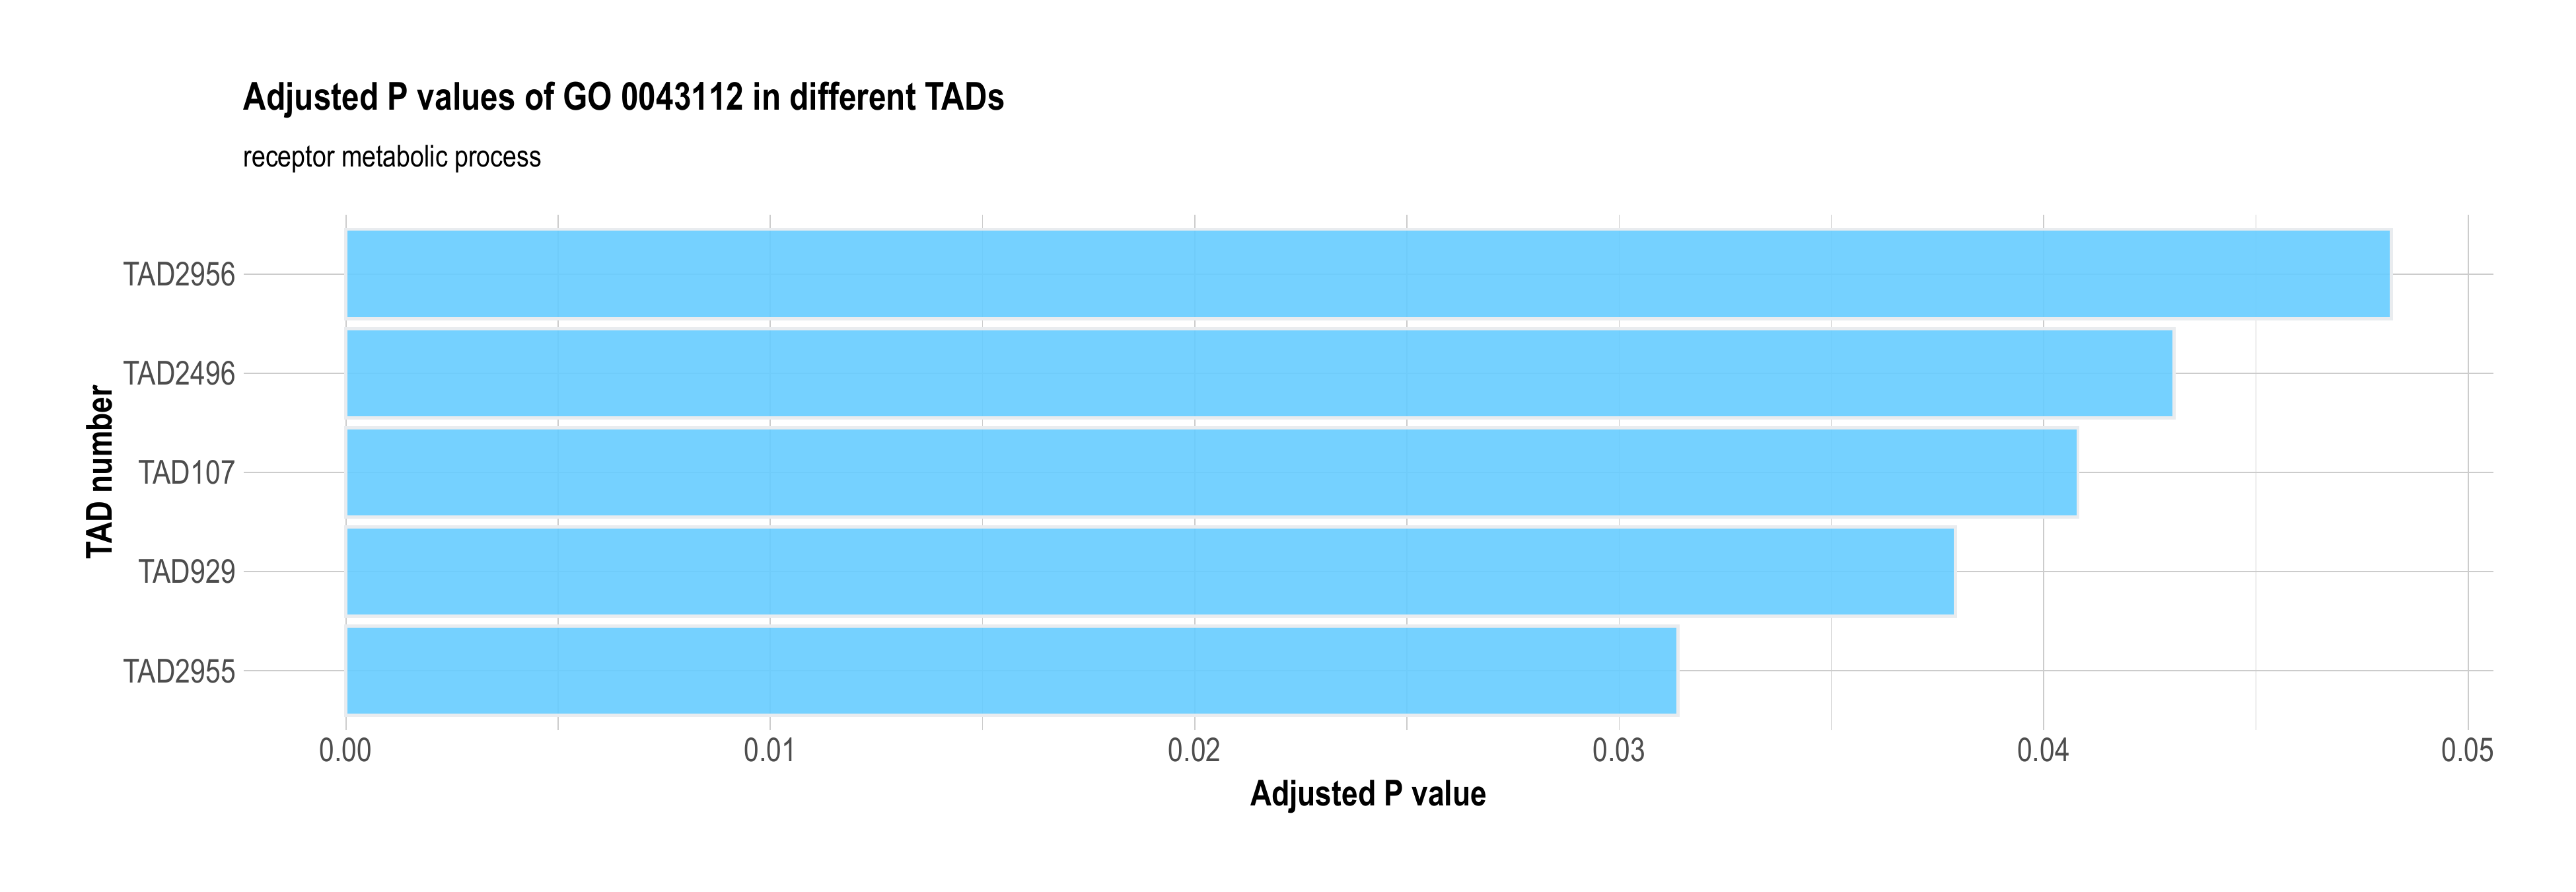 Adjusted P values of GO 0043112 in different TADs
receptor metabolic process
TAD number
TAD2956
TAD2496
TAD107
TAD929
TAD2955
0.00 0.01 0.02 0.03 0.04 0.05
Adjusted P value